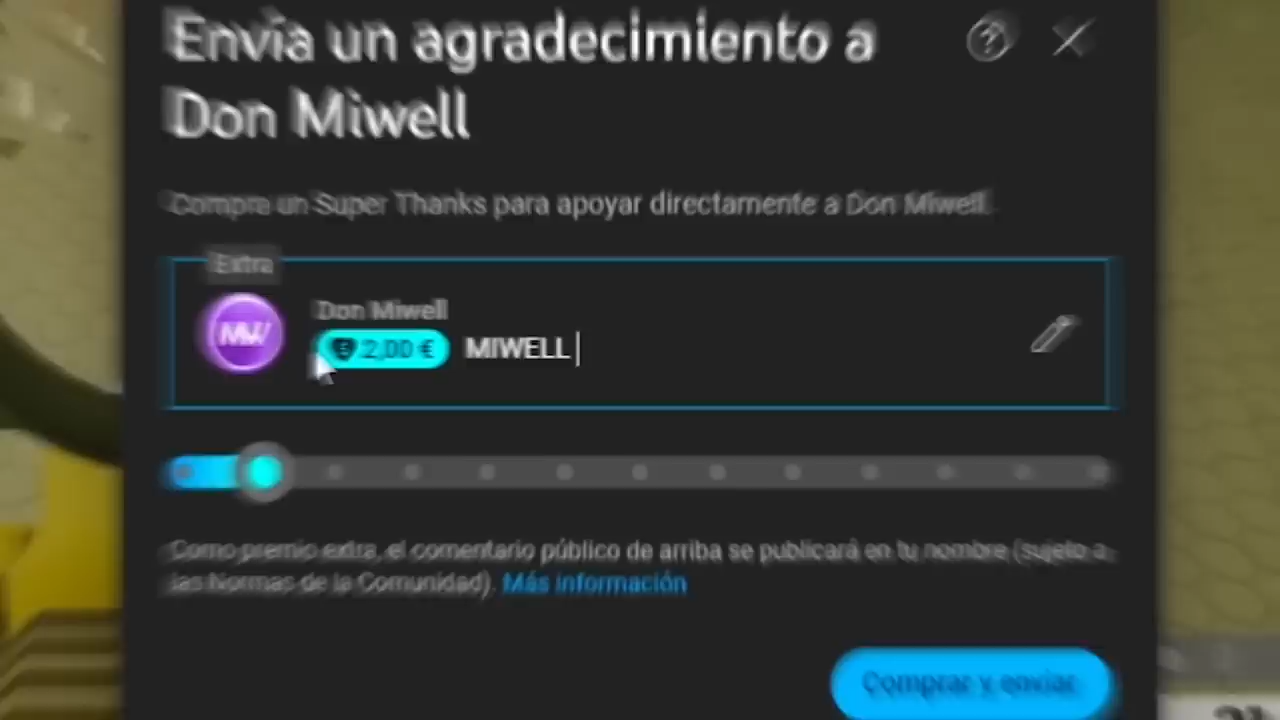 Envía un agradecimiento a
Don Miwell
Compra un Super Thanks para apoyar directamente a Don Miwell.
Extra
MW
Don Miwell
2,00 € MIWELL
Como premio extra, el comentario público de arriba se publicará en tu nombre (sujeto a
las Normas de la Comunidad). Más información
Comprar y enviar